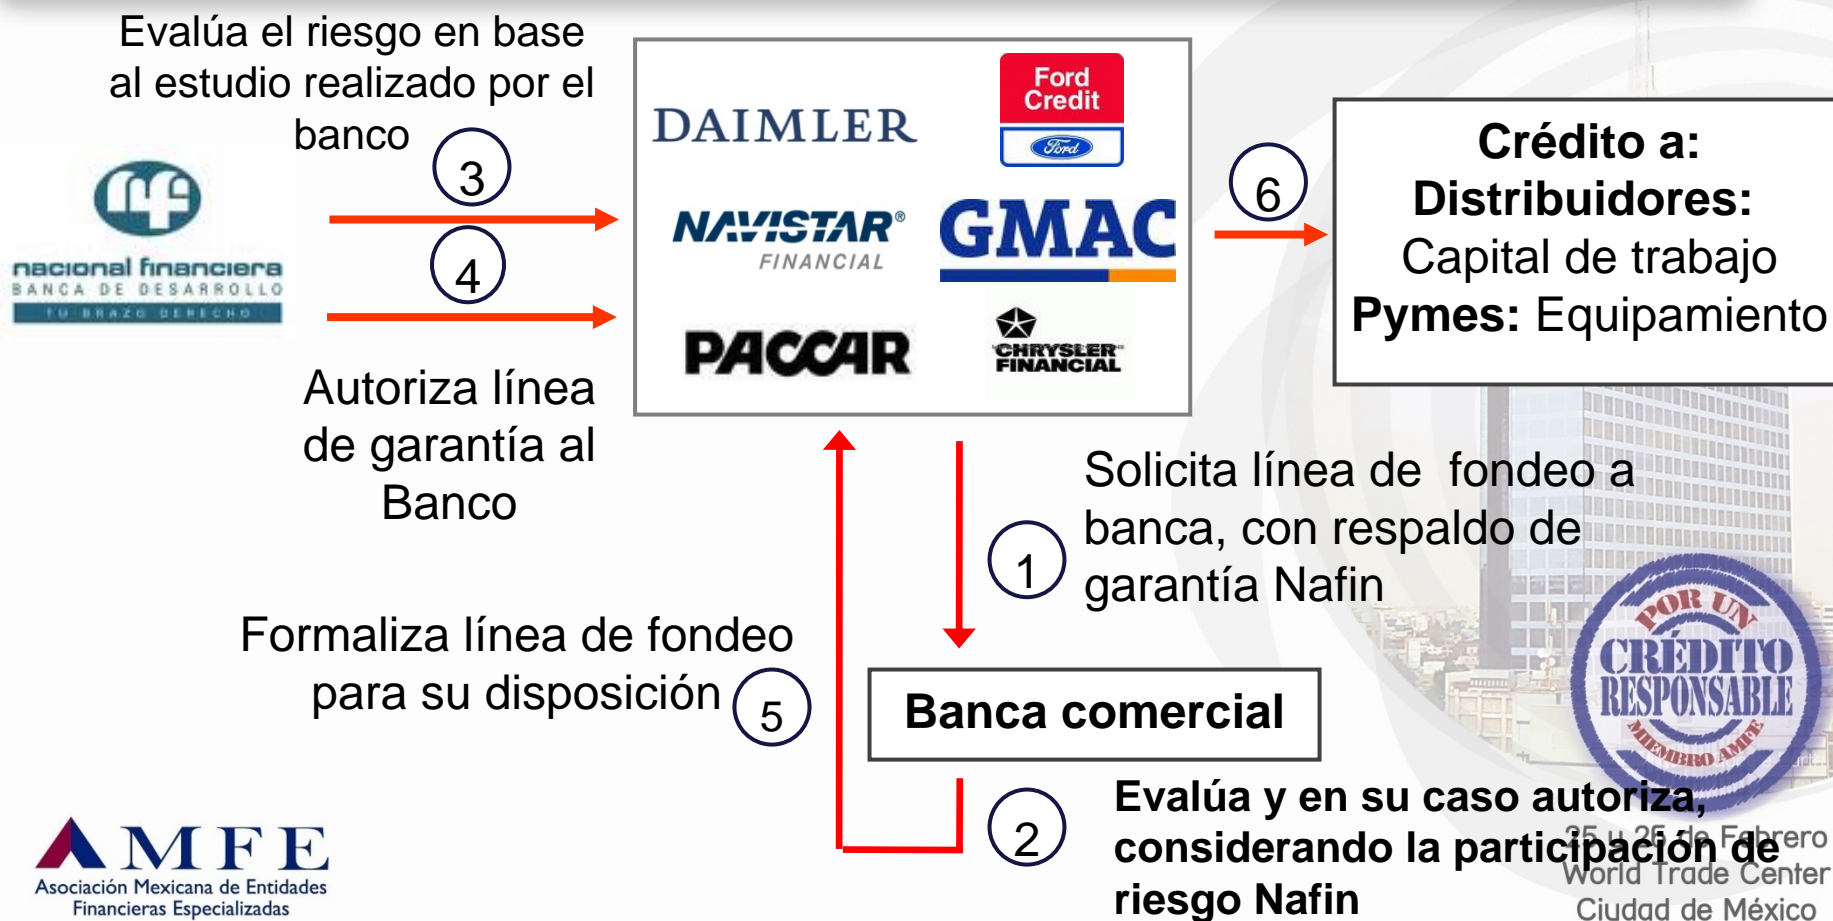 Evalúa el riesgo en base
al estudio realizado por el
banco
3
nacional financiera
BANCA DE DESARROLLO
TU BRAZO DERECHO
4
Autoriza línea
de garantía al
Banco
DAIMLER
Ford
Credit
Ford
NAVISTAR®
FINANCIAL
GMAC
PACCAR
CHRYSLER
FINANCIAL
6
Crédito a:
Distribuidores:
Capital de trabajo
Pymes: Equipamiento
1
Solicita línea de fondeo a
banca, con respaldo de
garantía Nafin
Formaliza línea de fondeo
para su disposición
5
Banca comercial
2
Evalúa y en su caso autoriza,
considerando la participación de
riesgo Nafin
POR UN
CRÉDITO
RESPONSABLE
MIEMBRO AMFE
25 y 26 de Febrero
World Trade Center
Ciudad de México
AMFE
Asociación Mexicana de Entidades
Financieras Especializadas